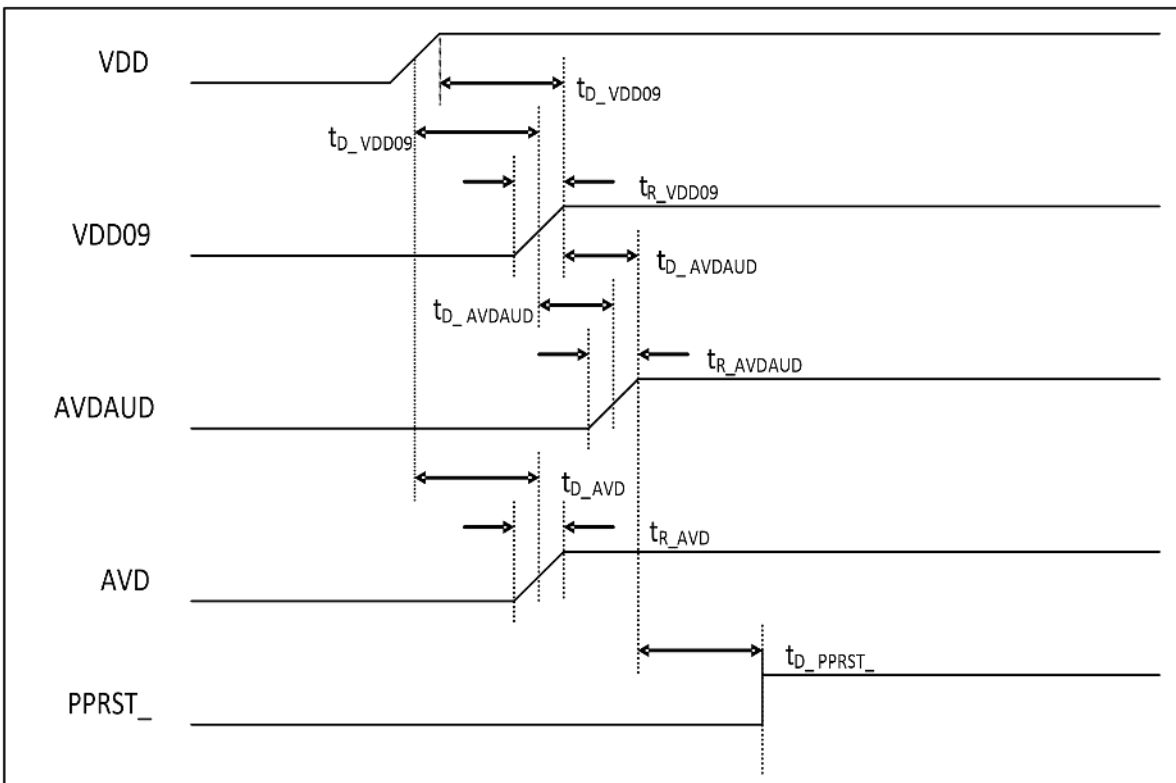 VDD
tD_VDD09
tD_VDD09
tR_VDD09
VDD09
tD_AVDAUD
tD_AVDAUD
tR_AVDAUD
AVDAUD
tD_AVD
tR_AVD
AVD
tD_PPRST_
PPRST_